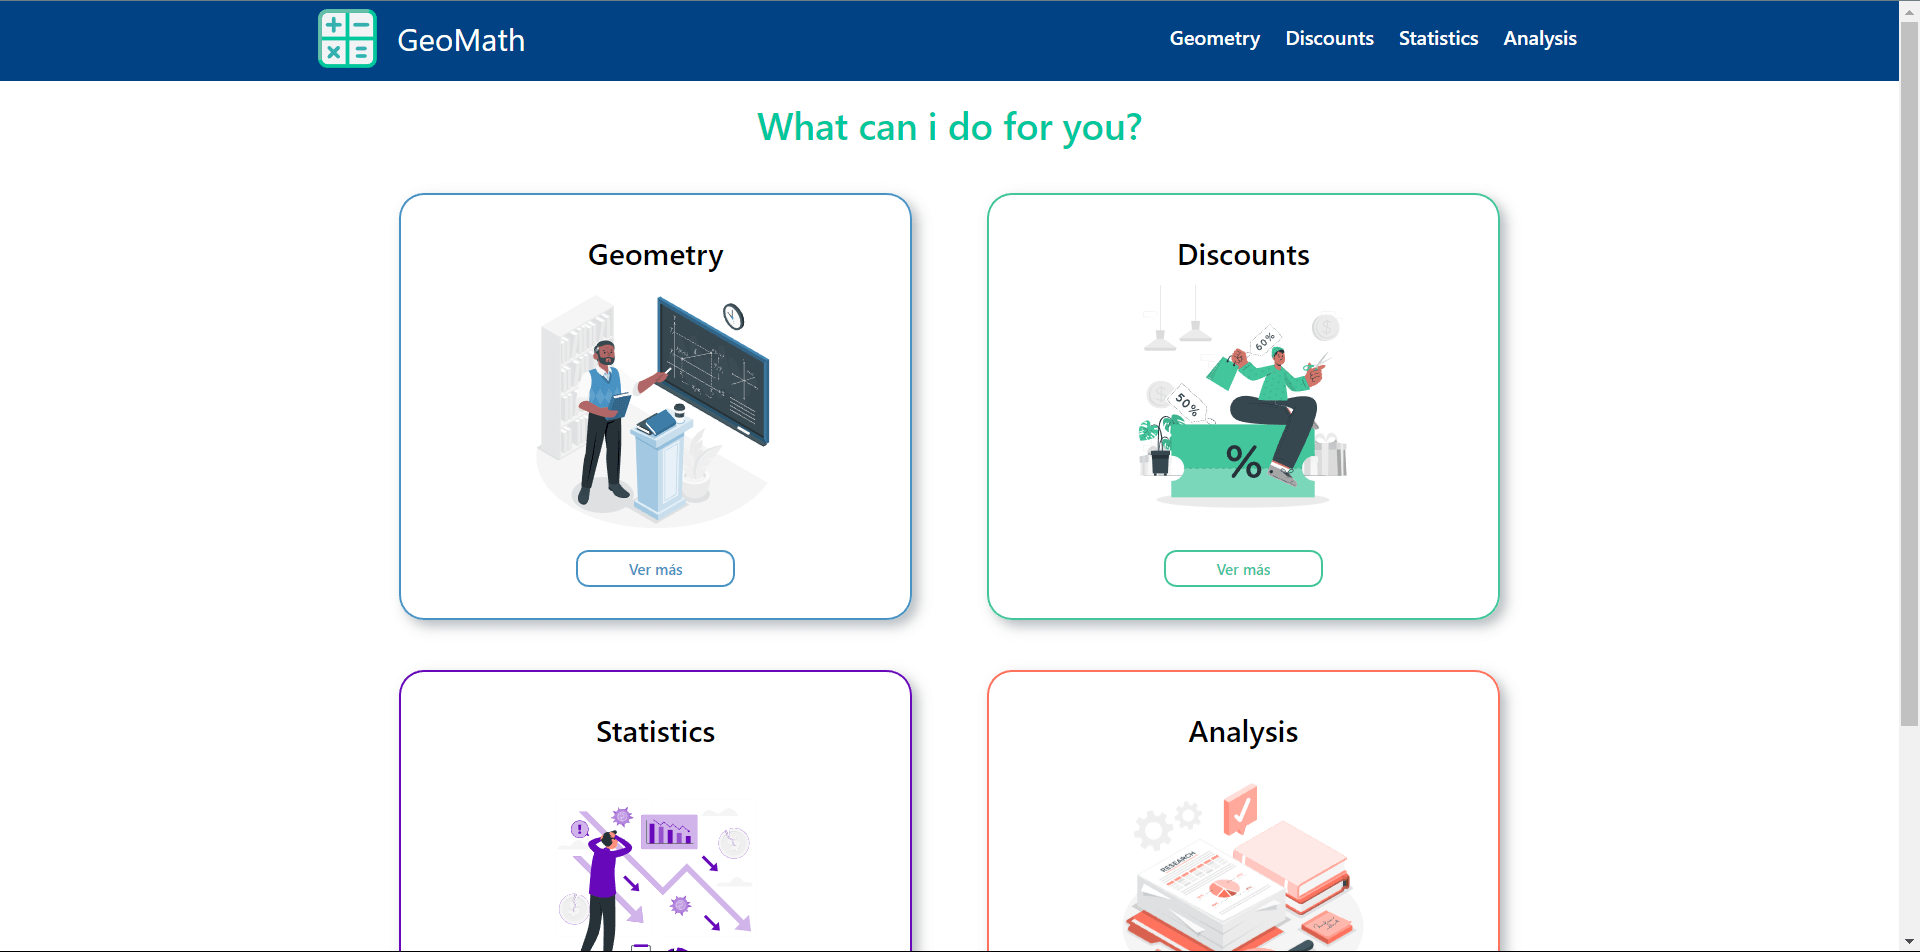 GeoMath
Geometry Discounts Statistics Analysis
What can i do for you?
Geometry
Discounts
60%
50%
%
Ver más
Ver más
Statistics
Analysis
RESEARCH